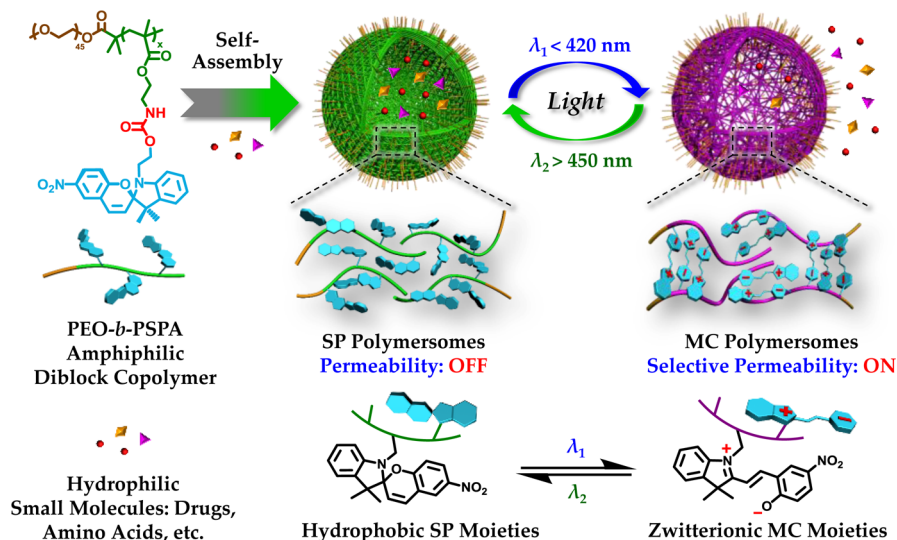 O
O
45
O
x
O
O
Self-
Assembly
NH
O
O
O₂N
O
N
λ₁ < 420 nm
Light
λ₂ > 450 nm
PEO-b-PSPA
Amphiphilic
Diblock Copolymer
SP Polymersomes
Permeability: OFF
MC Polymersomes
Selective Permeability: ON
Hydrophilic
Small Molecules: Drugs,
Amino Acids, etc.
N
O
NO₂
Hydrophobic SP Moieties
λ₁
λ₂
+
−
+
N
NO₂
O
−
Zwitterionic MC Moieties